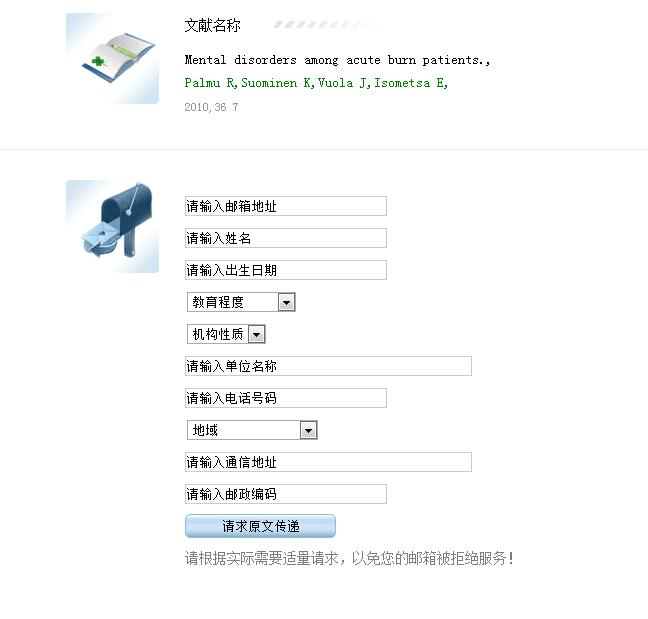 文献名称
Mental disorders among acute burn patients.,
Palmu R,Suominen K,Vuola J,Isometsa E,
2010,36 7
请输入邮箱地址
请输入姓名
请输入出生日期
教育程度
机构性质
请输入单位名称
请输入电话号码
地域
请输入通信地址
请输入邮政编码
请求原文传递
请根据实际需要适量请求，以免您的邮箱被拒绝服务！